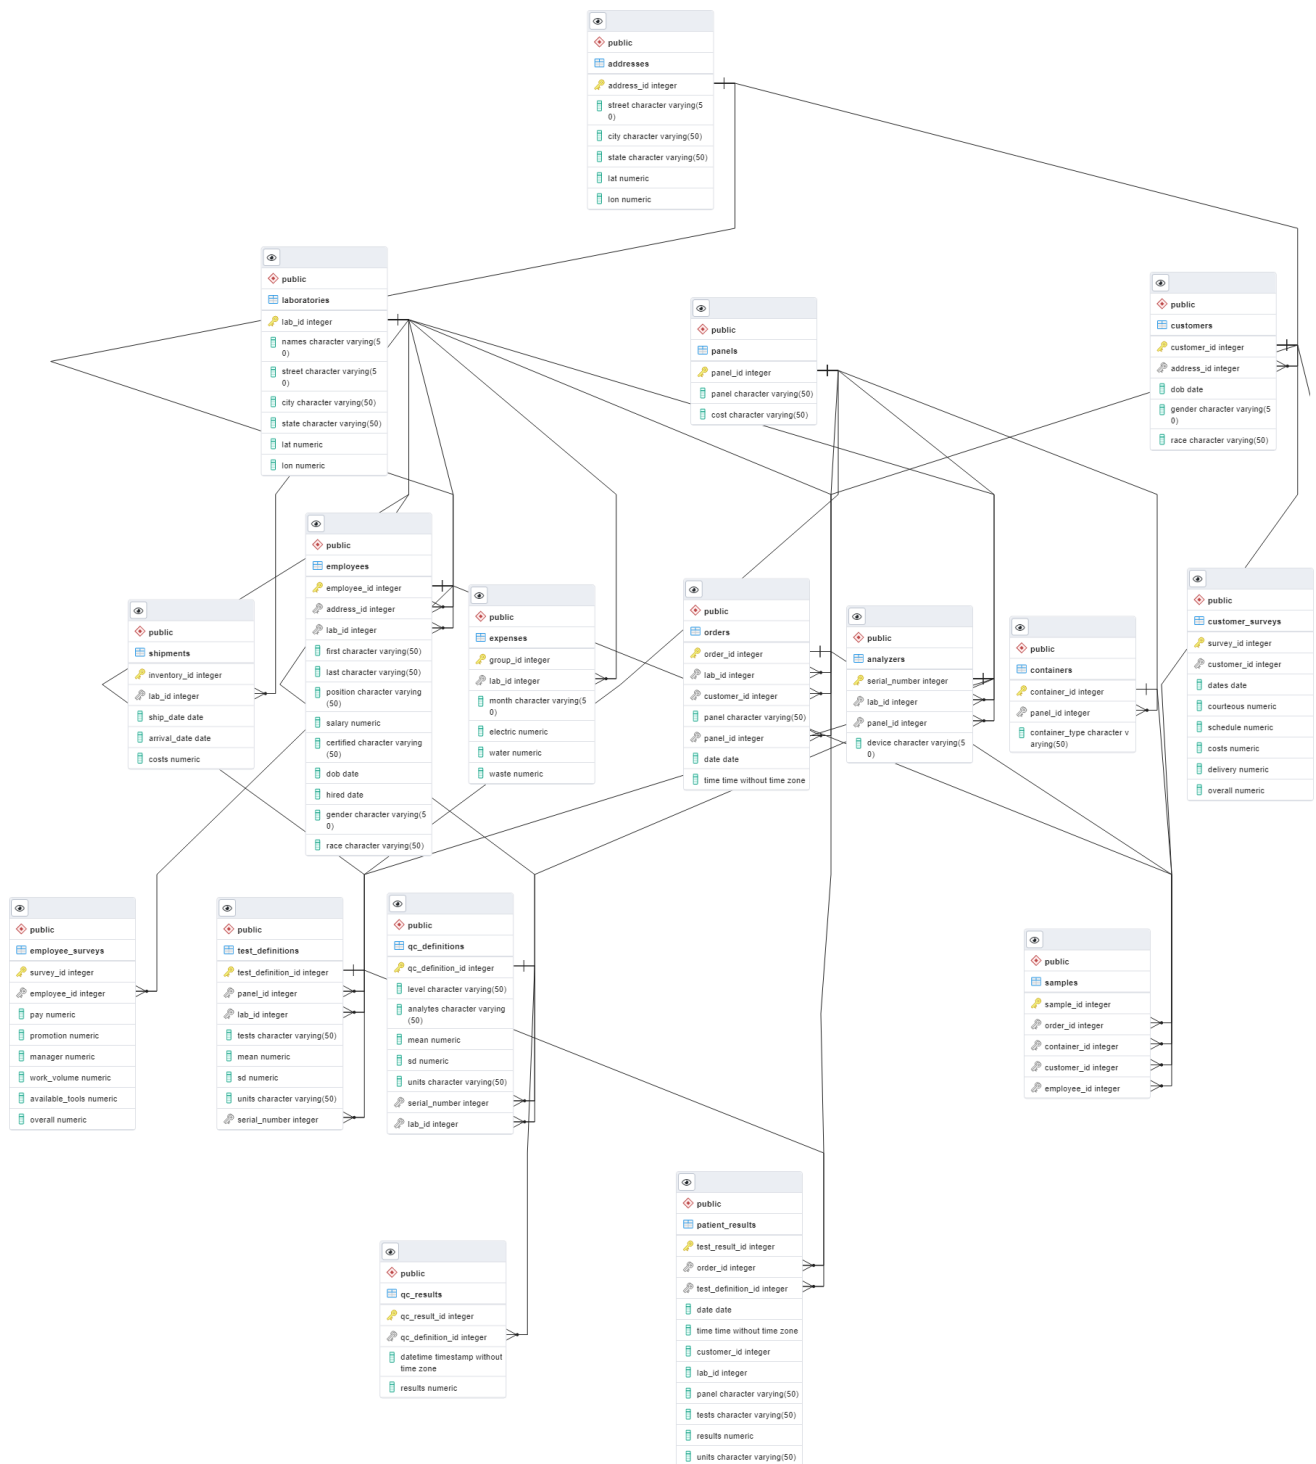 public
addresses
address_id integer
street character varying(5
0)
city character varying(50)
state character varying(50)
lat numeric
lon numeric
public
laboratories
lab_id integer
names character varying(5
0)
street character varying(5
0)
city character varying(50)
state character varying(50)
lat numeric
lon numeric
public
panels
panel_id integer
panel character varying(50)
cost character varying(50)
public
customers
customer_id integer
address_id integer
dob date
gender character varying(5
0)
race character varying(50)
public
employees
employee_id integer
address_id integer
lab_id integer
first character varying(50)
last character varying(50)
position character varying
(50)
salary numeric
certified character varying
(50)
dob date
hired date
gender character varying(5
0)
race character varying(50)
public
shipments
inventory_id integer
lab_id integer
ship_date date
arrival_date date
costs numeric
public
expenses
group_id integer
lab_id integer
month character varying(5
0)
electric numeric
water numeric
waste numeric
public
orders
order_id integer
lab_id integer
customer_id integer
panel character varying(50)
panel_id integer
date date
time time without time zone
public
analyzers
serial_number integer
lab_id integer
panel_id integer
device character varying(5
0)
public
containers
container_id integer
panel_id integer
container_type character v
arying(50)
public
customer_surveys
survey_id integer
customer_id integer
dates date
courteous numeric
schedule numeric
costs numeric
delivery numeric
overall numeric
public
employee_surveys
survey_id integer
employee_id integer
pay numeric
promotion numeric
manager numeric
work_volume numeric
available_tools numeric
overall numeric
public
test_definitions
test_definition_id integer
panel_id integer
lab_id integer
tests character varying(50)
mean numeric
sd numeric
units character varying(50)
serial_number integer
public
qc_definitions
qc_definition_id integer
level character varying(50)
analytes character varying
(50)
mean numeric
sd numeric
units character varying(50)
serial_number integer
lab_id integer
public
samples
sample_id integer
order_id integer
container_id integer
customer_id integer
employee_id integer
public
qc_results
qc_result_id integer
qc_definition_id integer
datetime timestamp without
time zone
results numeric
public
patient_results
test_result_id integer
order_id integer
test_definition_id integer
date date
time time without time zone
customer_id integer
lab_id integer
panel character varying(50)
tests character varying(50)
results numeric
units character varying(50)